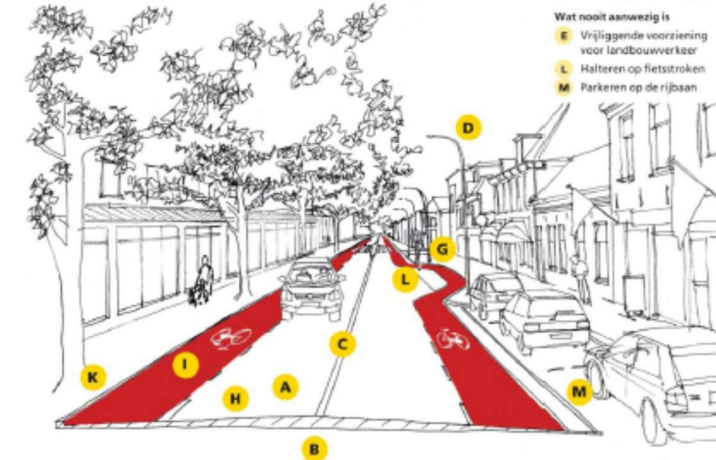 Wat nooit aanwezig is
E Vrijliggende voorziening
voor landbouwverkeer
L Halteren op fietsstroken
M Parkeren op de rijbaan
D
G
L
C
I
K
A
H
M
B